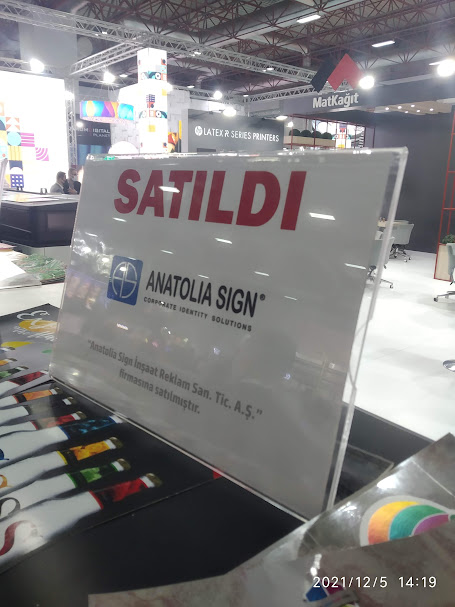 MatKağıt
hp LATEX R SERIES PRINTERS
SATILDI
ANATOLIA SIGN®
CORPORATE IDENTITY SOLUTIONS
"Anatolia Sign İnşaat Reklam San. Tic. A.Ş."
firmasına satılmıştır.
2021/12/5 14:19